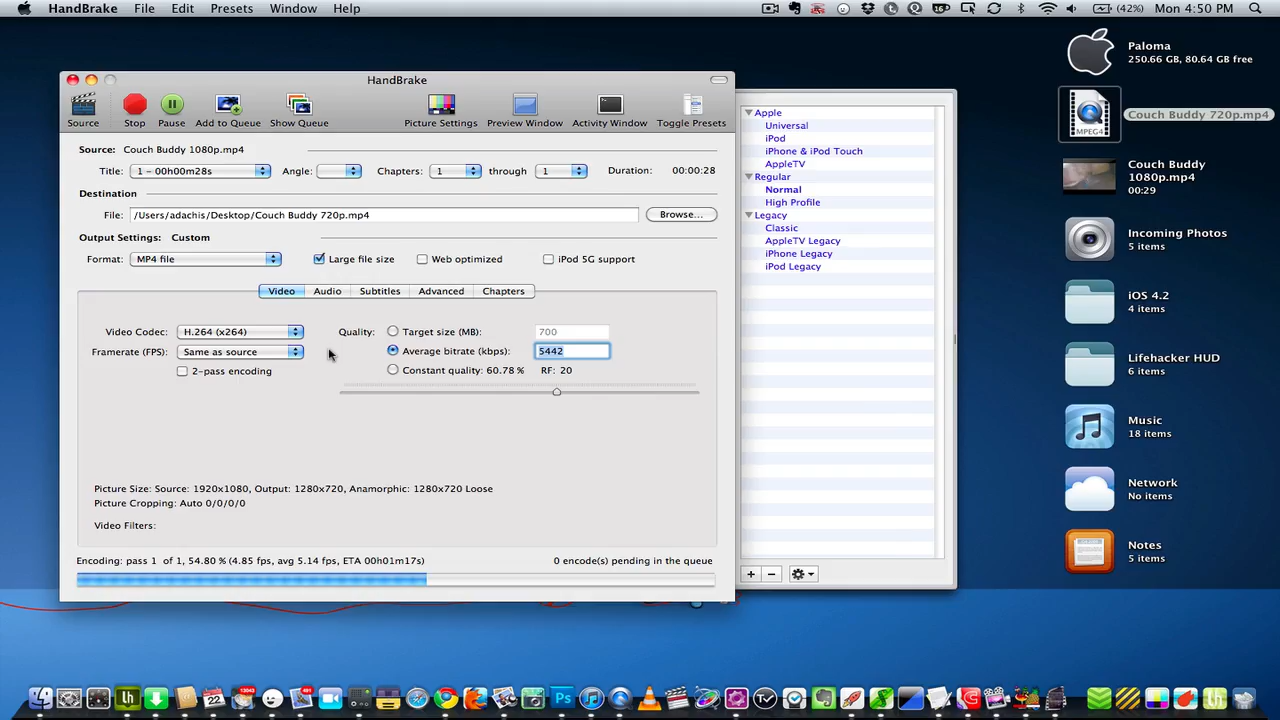 HandBrake File Edit Presets Window Help
16 (42%) Mon 4:50 PM
HandBrake
Source Stop Pause Add to Queue Show Queue ture Settings Preview Window Activity Window Toggle Presets
Source: Couch Buddy 1080p.mp4
Title: 1 - 00h00m28s Angle: Chapters: 1 through 1 Duration: 00:00:28
Destination
File: /Users/adachis/Desktop/Couch Buddy 720p.mp4 Browse...
Output Settings: Custom
Format: MP4 file Large file size Web optimized iPod 5G support
Video Audio Subtitles Advanced Chapters
Video Codec: H.264 (x264) Quality: Target size (MB): 700
Framerate (FPS): Same as source Average bitrate (kbps): 5442
2-pass encoding Constant quality: 60.78 % RF: 20
Picture Size: Source: 1920x1080, Output: 1280x720, Anamorphic: 1280x720 Loose
Picture Cropping: Auto 0/0/0/0
Video Filters:
Encoding: pass 1 of 1, 54.80 % (4.85 fps, avg 5.14 fps, ETA 00h01m17s) 0 encode(s) pending in the queue
Apple
Universal
iPod
iPhone & iPod Touch
AppleTV
Regular
Normal
High Profile
Legacy
Classic
AppleTV Legacy
iPhone Legacy
iPod Legacy
Paloma
250.66 GB, 80.64 GB free
MPEG4
Couch Buddy 720p.mp4
Couch Buddy
1080p.mp4
00:29
Incoming Photos
5 items
iOS 4.2
Lifehacker HUD
6 items
Music
18 items
Network
No items
Notes
5 items
lh 22 Ps Tv lh